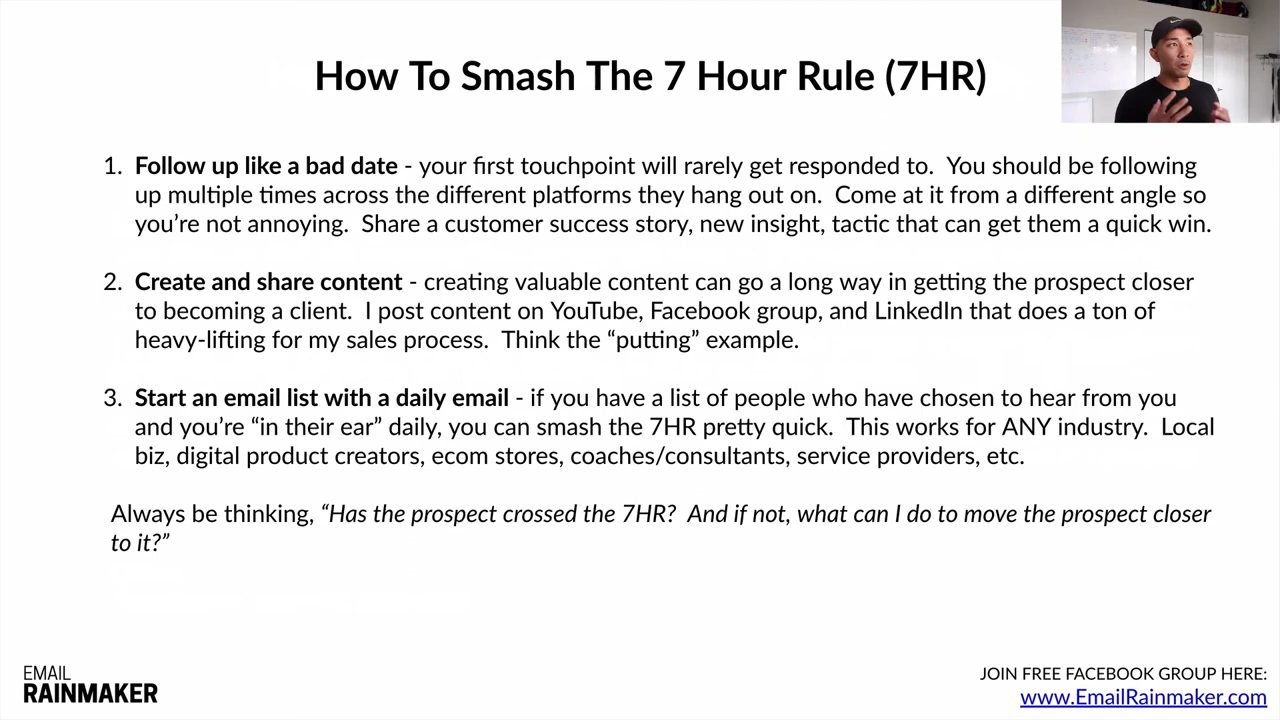 How To Smash The 7 Hour Rule (7HR)
1. Follow up like a bad date - your first touchpoint will rarely get responded to.  You should be following
up multiple times across the different platforms they hang out on.  Come at it from a different angle so
you’re not annoying.  Share a customer success story, new insight, tactic that can get them a quick win.
2. Create and share content - creating valuable content can go a long way in getting the prospect closer
to becoming a client.  I post content on YouTube, Facebook group, and LinkedIn that does a ton of
heavy-lifting for my sales process.  Think the “putting” example.
3. Start an email list with a daily email - if you have a list of people who have chosen to hear from you
and you’re “in their ear” daily, you can smash the 7HR pretty quick.  This works for ANY industry.  Local
biz, digital product creators, ecom stores, coaches/consultants, service providers, etc.
Always be thinking, “Has the prospect crossed the 7HR?  And if not, what can I do to move the prospect closer
to it?”
EMAIL
RAINMAKER
JOIN FREE FACEBOOK GROUP HERE:
www.EmailRainmaker.com